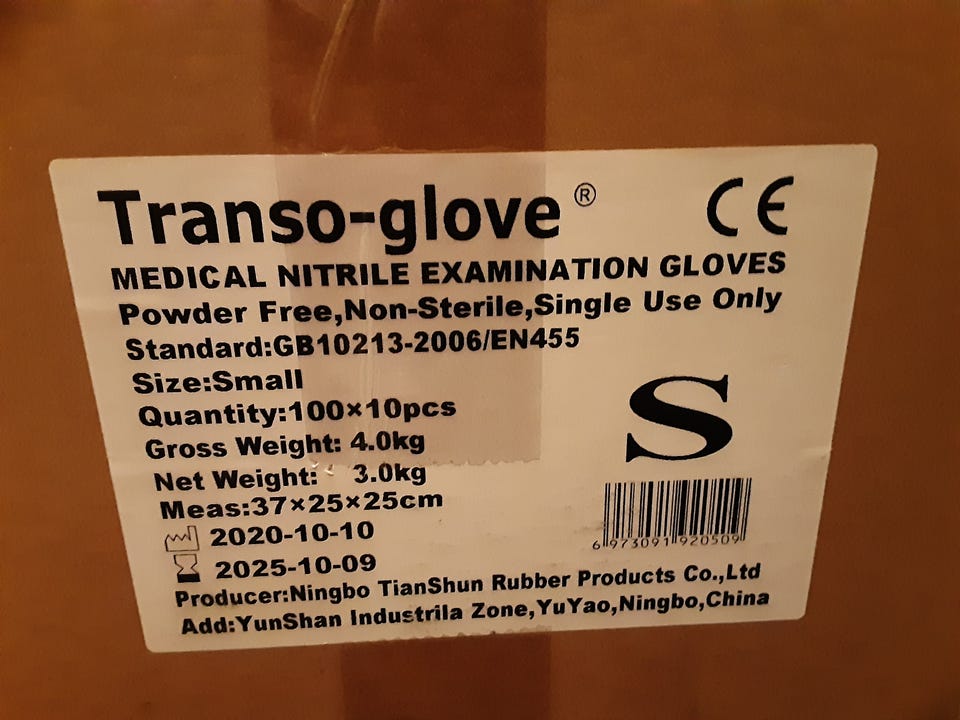 Transo-glove ® CE
MEDICAL NITRILE EXAMINATION GLOVES
Powder Free,Non-Sterile,Single Use Only
Standard:GB10213-2006/EN455
Size:Small
Quantity:100×10pcs
Gross Weight: 4.0kg
Net Weight: 3.0kg
Meas:37×25×25cm
2020-10-10
2025-10-09
S
6 973091 920509
Producer:Ningbo TianShun Rubber Products Co.,Ltd
Add:YunShan Industrila Zone,YuYao,Ningbo,China